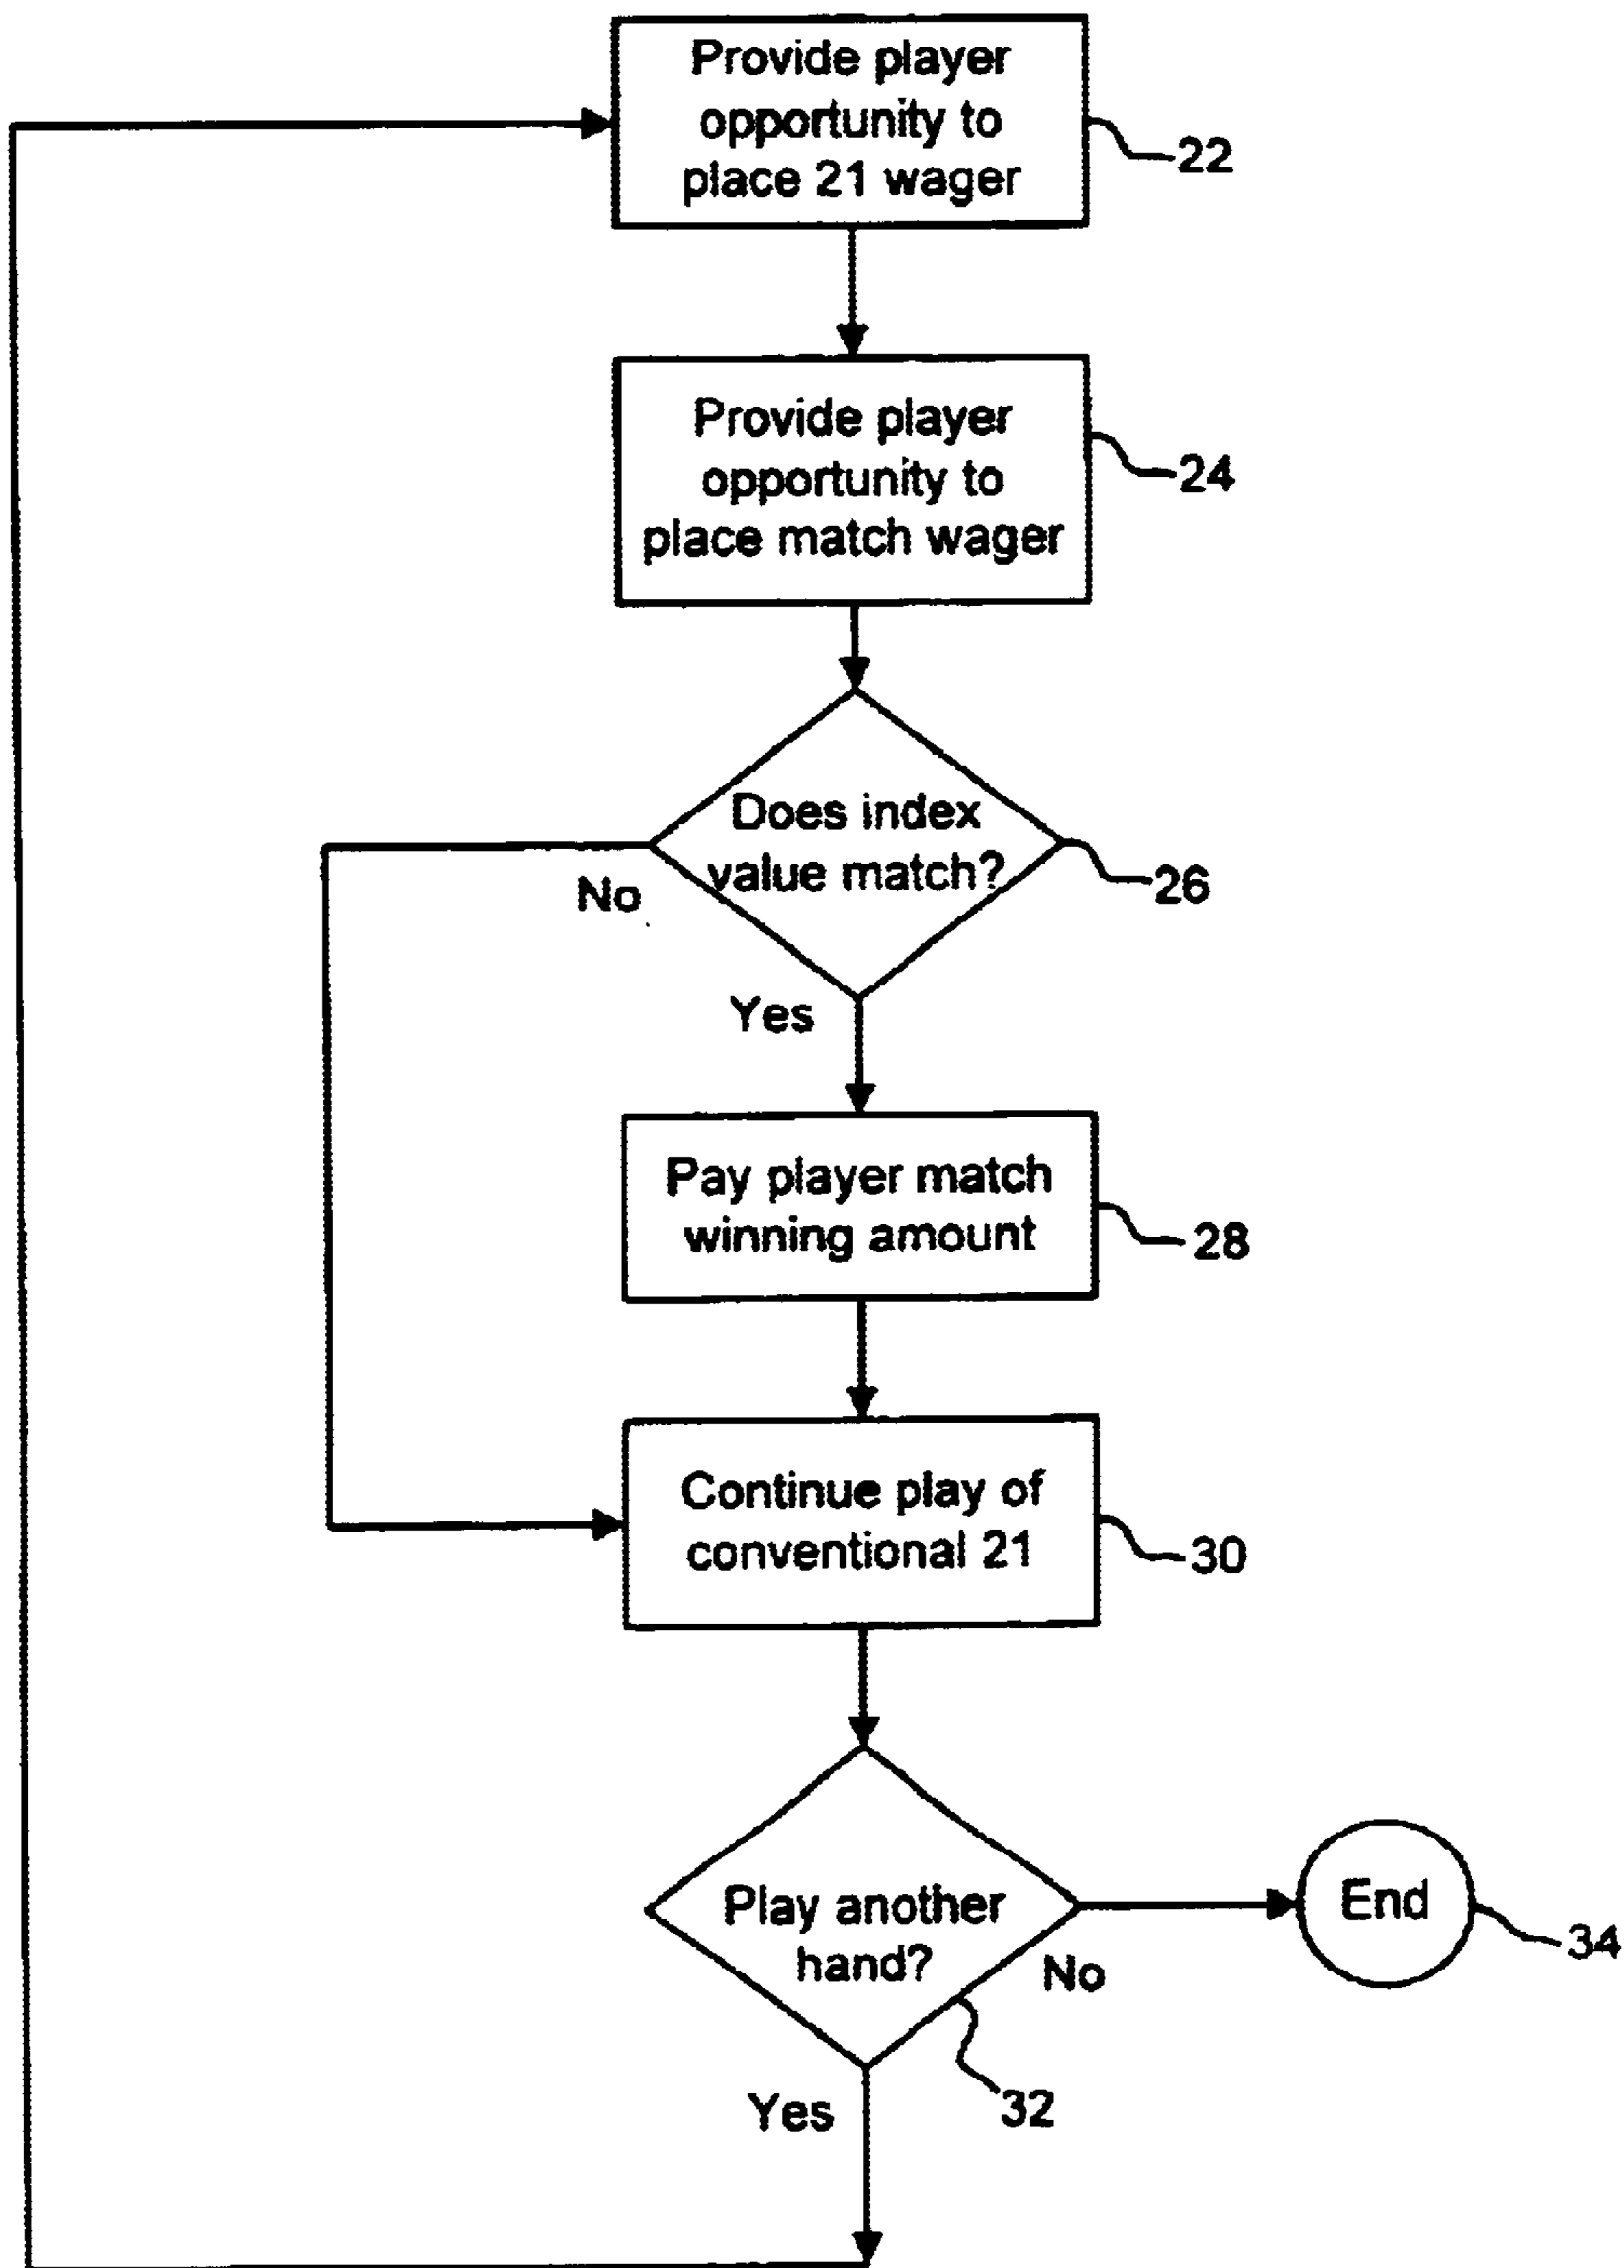 Provide player
opportunity to
place 21 wager
22
Provide player
opportunity to
place match wager
24
Does index
value match?
26
No
Yes
Pay player match
winning amount
28
Continue play of
conventional 21
30
Play another
hand?
End
34
No
32
Yes